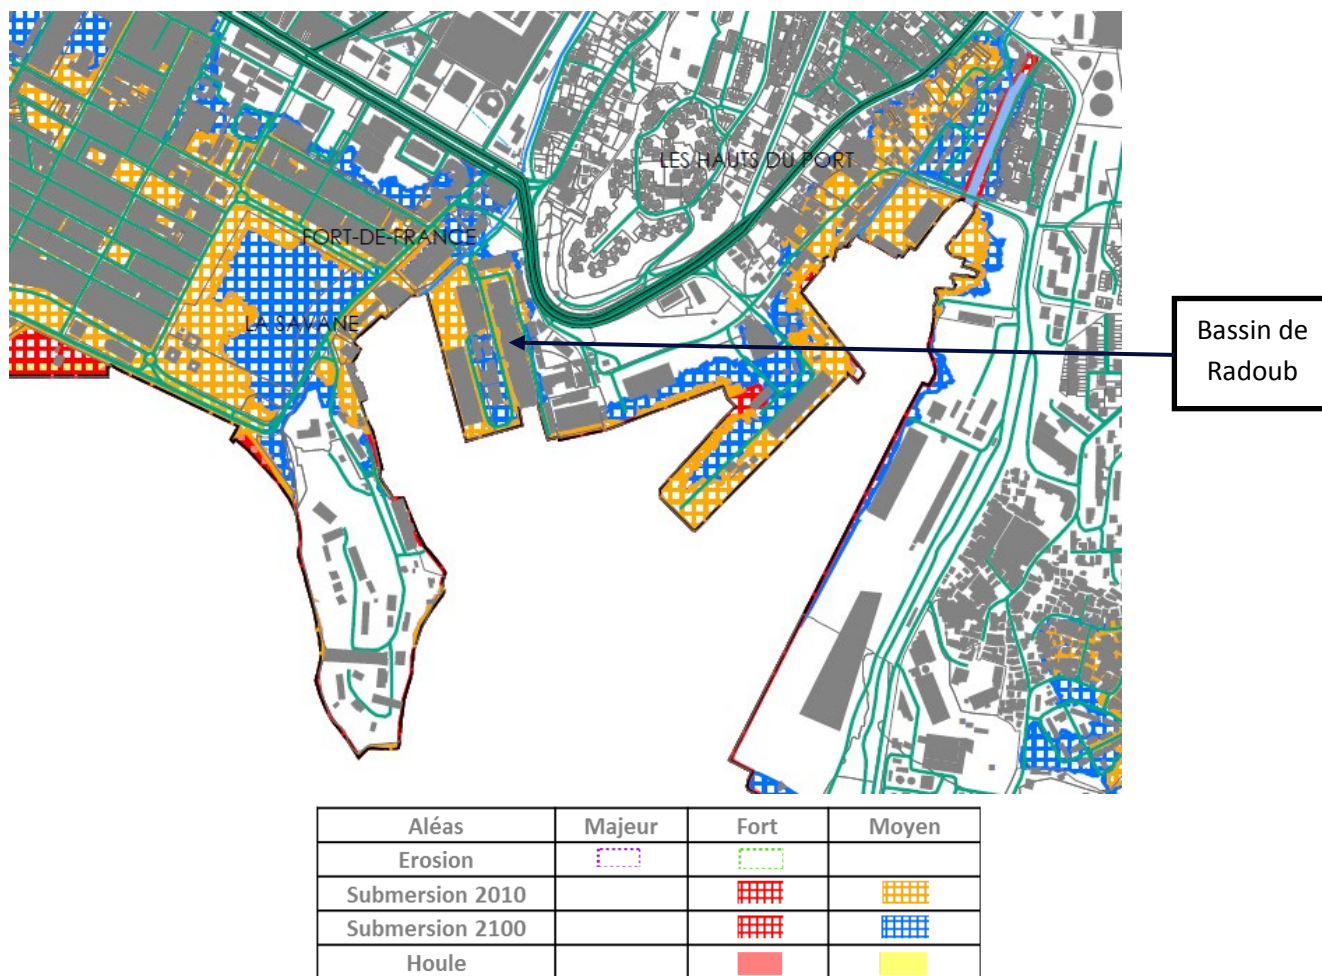 LES HAUTS DU PORT
FORT-DE-FRANCE
LA SAVANE
Bassin de
Radoub
Aléas Majeur Fort Moyen
Erosion
Submersion 2010
Submersion 2100
Houle